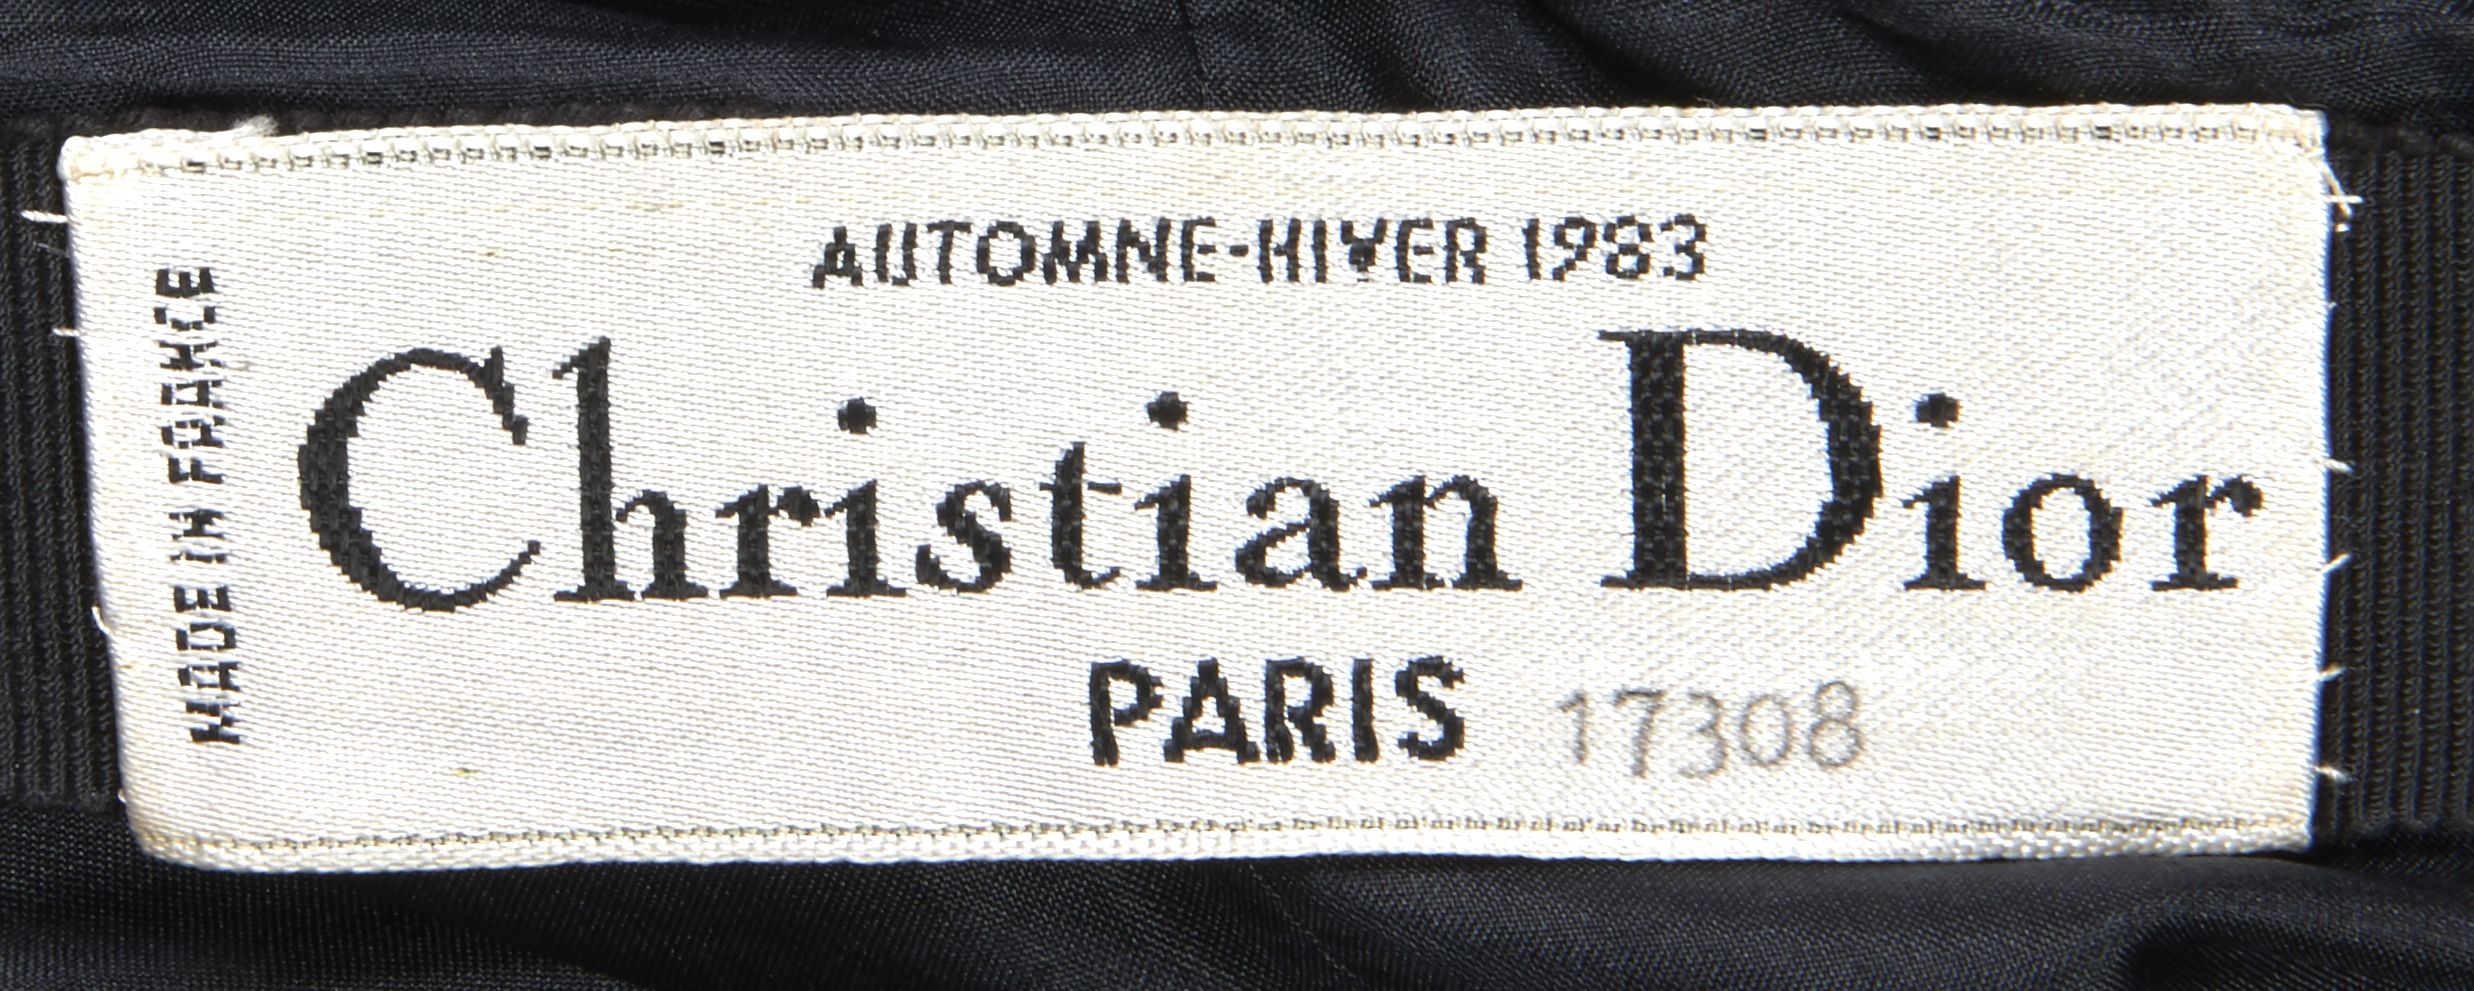 AUTOMNE-HIVER 1983
Christian Dior
PARIS 17308
MADE IN FRANCE